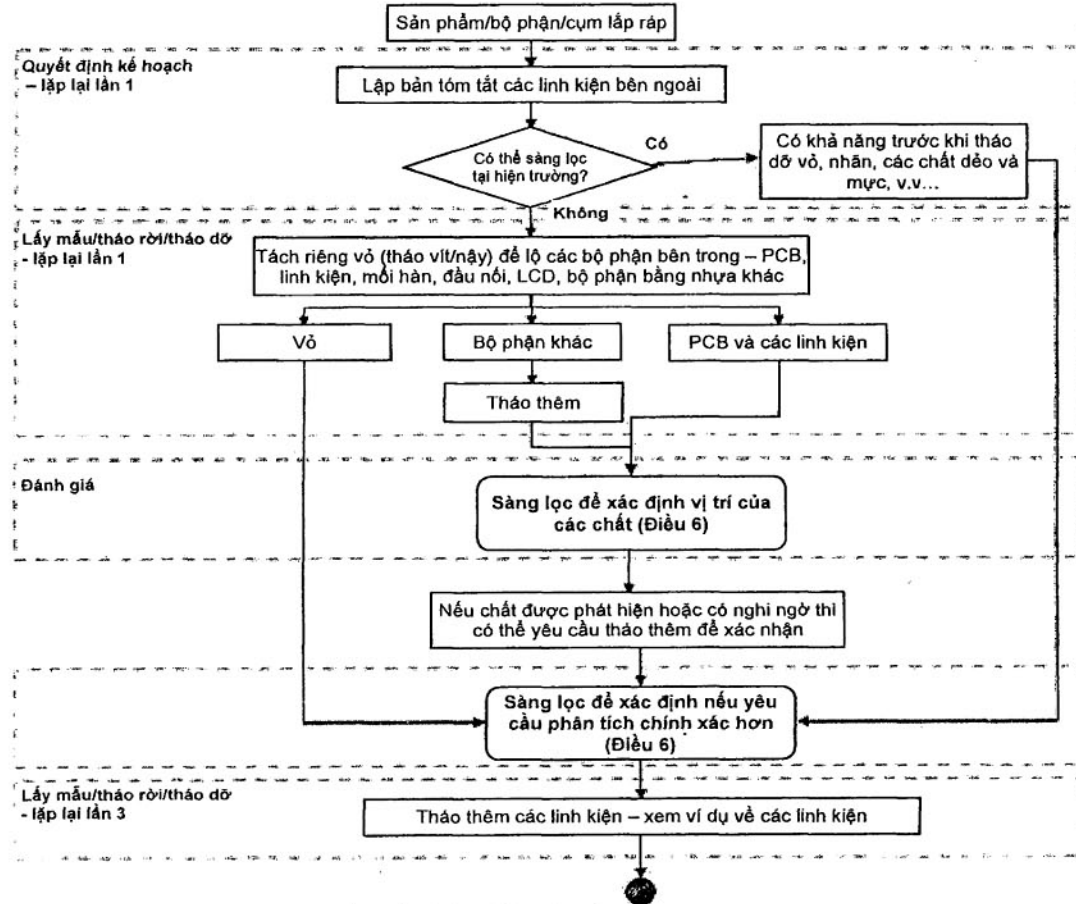 Sản phẩm/bộ phận/cụm lắp ráp
Quyết định kế hoạch
– lặp lại lần 1
Lập bản tóm tắt các linh kiện bên ngoài
Có thể sàng lọc
tại hiện trường?
Có
Có khả năng trước khi tháo
dỡ vỏ, nhãn, các chất dẻo và
mực, v.v...
Không
Lấy mẫu/tháo rời/tháo dỡ
- lặp lại lần 1
Tách riêng vỏ (tháo vít/nậy) để lộ các bộ phận bên trong – PCB,
linh kiện, mối hàn, đầu nối, LCD, bộ phận bằng nhựa khác
Vỏ
Bộ phận khác
PCB và các linh kiện
Tháo thêm
Đánh giá
Sàng lọc để xác định vị trí của
các chất (Điều 6)
Nếu chất được phát hiện hoặc có nghi ngờ thì
có thể yêu cầu tháo thêm để xác nhận
Sàng lọc để xác định nếu yêu
cầu phân tích chính xác hơn
(Điều 6)
Lấy mẫu/tháo rời/tháo dỡ
- lặp lại lần 3
Tháo thêm các linh kiện – xem ví dụ về các linh kiện